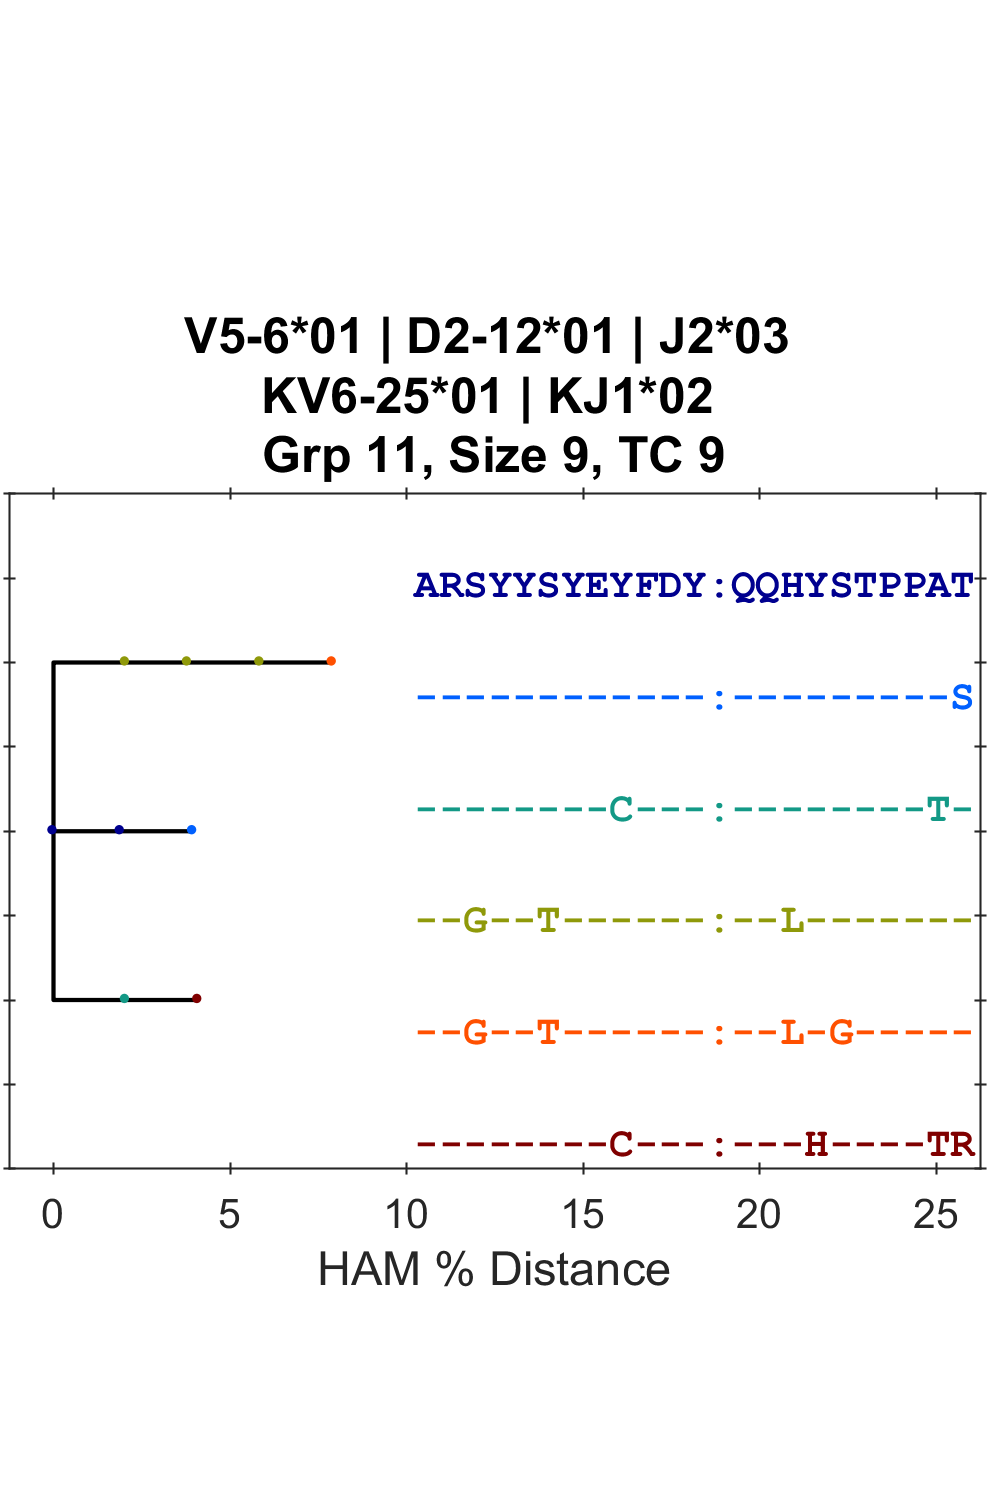 V5-6*01 | D2-12*01 | J2*03
KV6-25*01 | KJ1*02
Grp 11, Size 9, TC 9
ARSYYSYEYFDY:QQHYSTPPAT
------------:---------S
--------C---:--------T-
--G--T------:--L-------
--G--T------:--L-G-----
--------C---:---H----TR
0 5 10 15 20 25
HAM % Distance